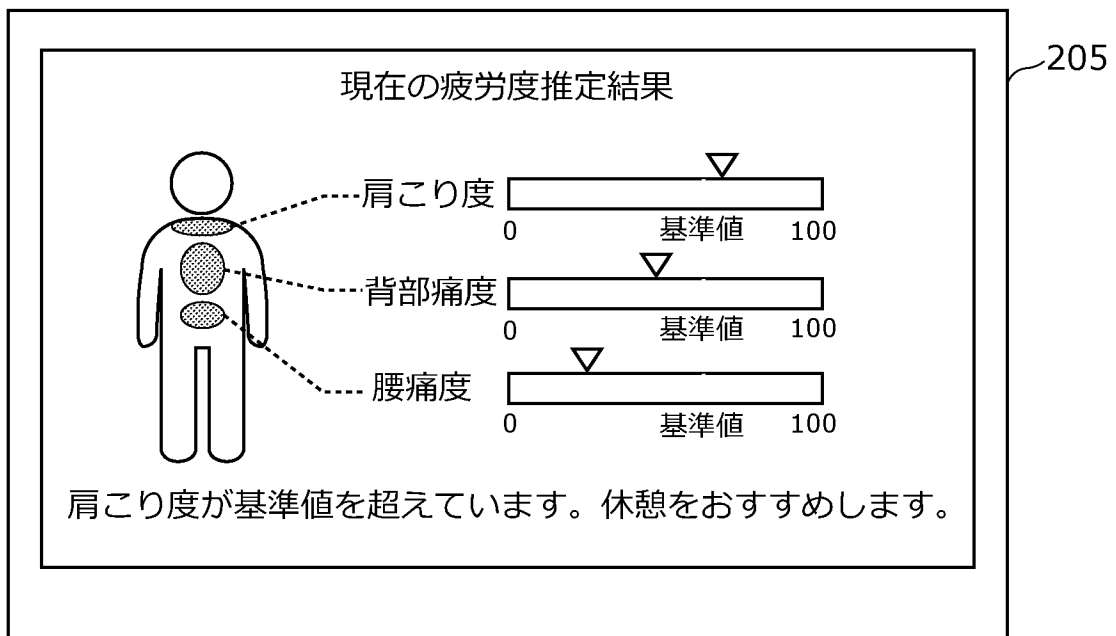 205
現在の疲労度推定結果
肩こり度
0 基準値 100
背部痛度
0 基準値 100
腰痛度
0 基準値 100
肩こり度が基準値を超えています。休憩をおすすめします。